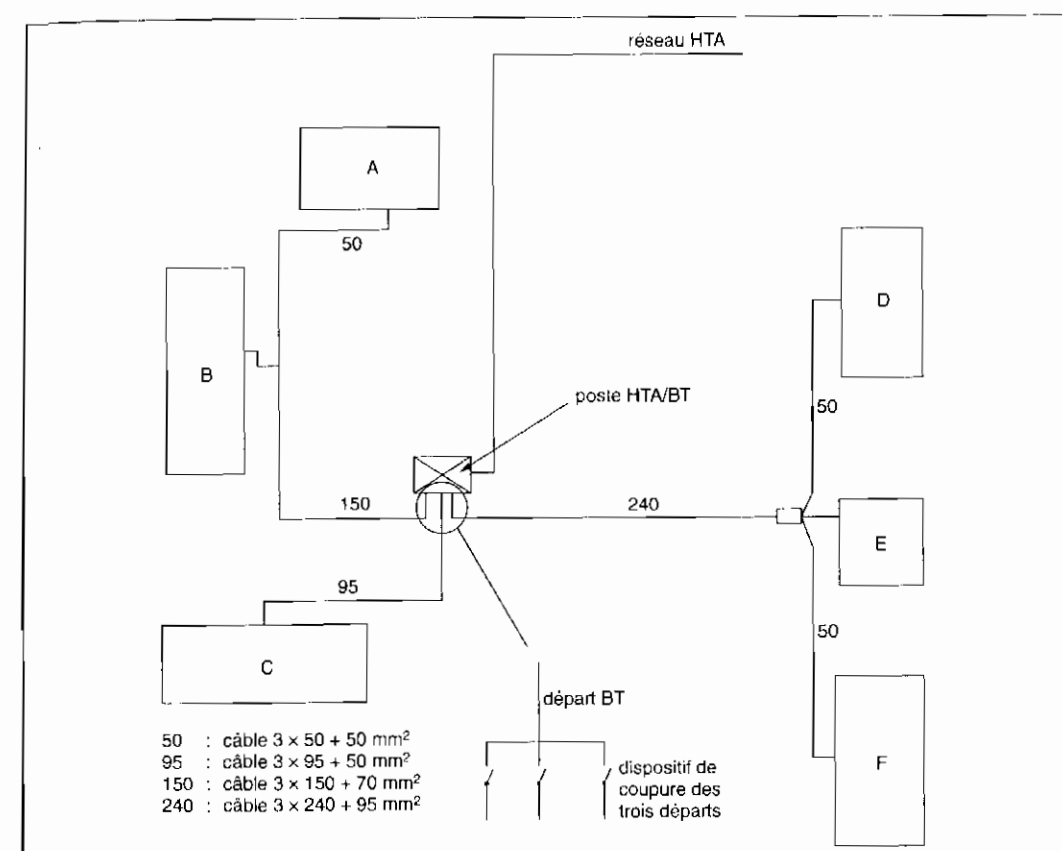 réseau HTA
A
50
B
D
50
poste HTA/BT
150
240
E
95
50
C
départ BT
F
50 : câble 3 × 50 + 50 mm²
95 : câble 3 × 95 + 50 mm²
150 : câble 3 × 150 + 70 mm²
240 : câble 3 × 240 + 95 mm²
dispositif de
coupure des
trois départs